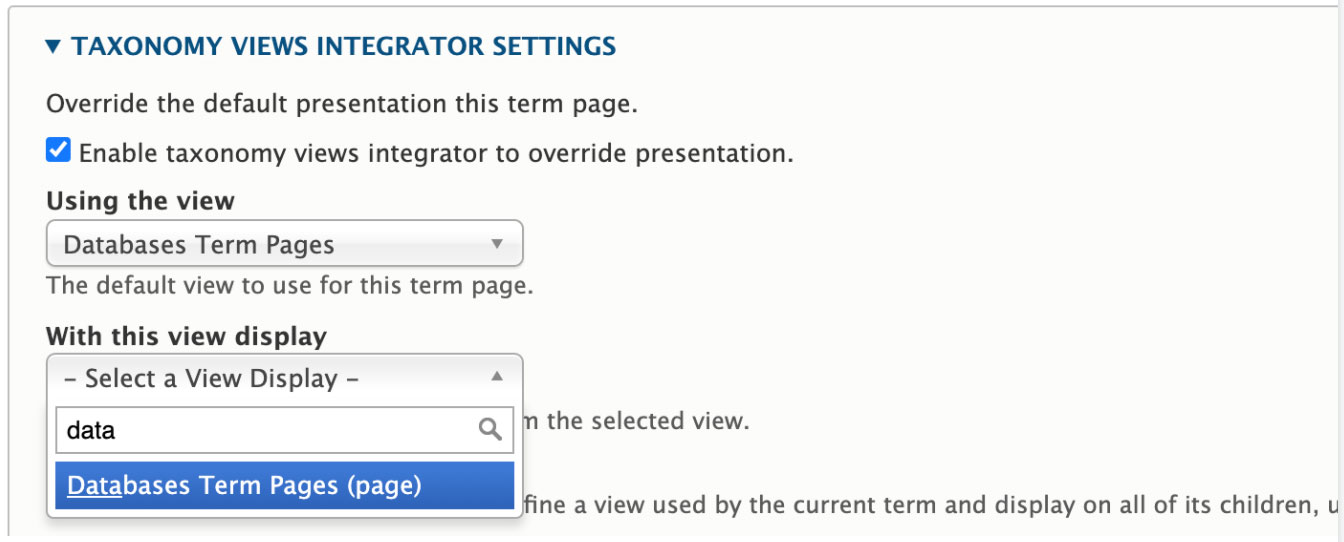 TAXONOMY VIEWS INTEGRATOR SETTINGS
Override the default presentation this term page.
Enable taxonomy views integrator to override presentation.
Using the view
Databases Term Pages
The default view to use for this term page.
With this view display
– Select a View Display –
data
the selected view.
Databases Term Pages (page)
fine a view used by the current term and display on all of its children,